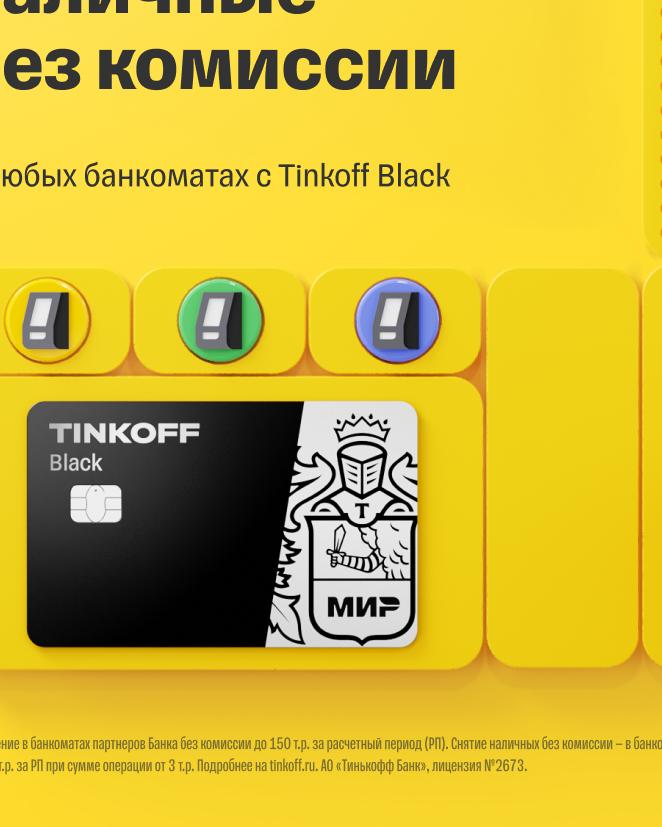 аличные
ез комиссии
юбых банкоматах с Tinkoff Black
TINKOFF
Black
Т
МИР
ние в банкоматах партнеров Банка без комиссии до 150 т.р. за расчетный период (РП). Снятие наличных без комиссии – в банко
т.р. за РП при сумме операции от 3 т.р. Подробнее на tinkoff.ru. АО «Тинькофф Банк», лицензия №2673.